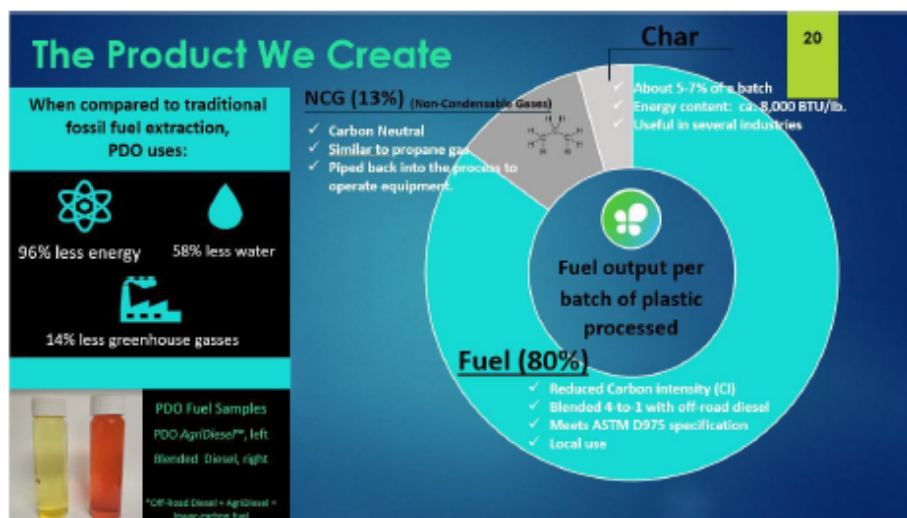 The Product We Create
20
When compared to traditional
fossil fuel extraction,
PDO uses:
96% less energy
58% less water
14% less greenhouse gasses
PDO Fuel Samples
PDO AgriDiesel™, left
Blended Diesel, right
*Off-Road Diesel + AgriDiesel =
lower-carbon fuel
NCG (13%) (Non-Condensable Gases)
✓ Carbon Neutral
✓ Similar to propane gas
✓ Piped back into the process to
operate equipment.
H H
H H
H H
H H
Char
✓ About 5-7% of a batch
✓ Energy content: ca. 8,000 BTU/lb.
✓ Useful in several industries
Fuel output per
batch of plastic
processed
Fuel (80%)
✓ Reduced Carbon intensity (CI)
✓ Blended 4-to-1 with off-road diesel
✓ Meets ASTM D975 specification
✓ Local use